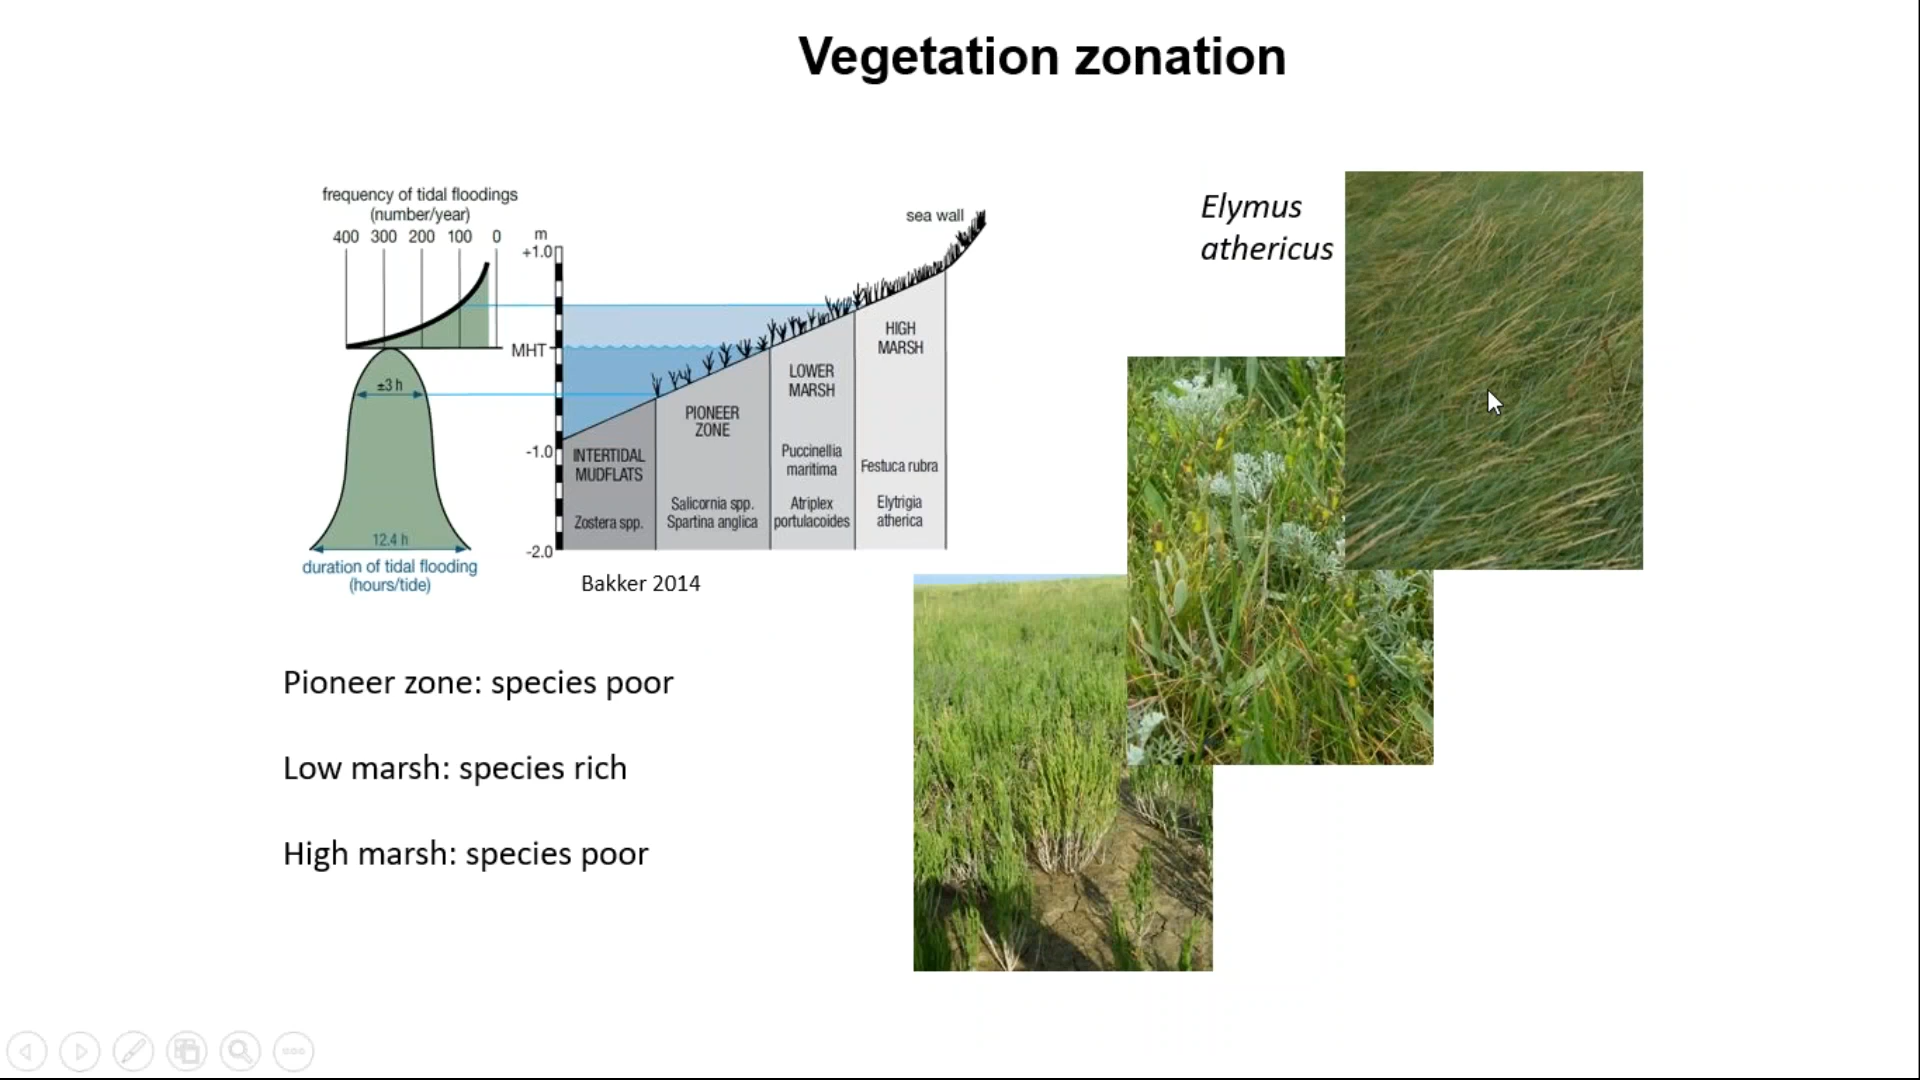 Vegetation zonation
frequency of tidal floodings
(number/year)
400 300 200 100 0
m
+1.0
MHT
-1.0
-2.0
±3 h
12.4 h
duration of tidal flooding
(hours/tide)
sea wall
INTERTIDAL
MUDFLATS
Zostera spp.
PIONEER
ZONE
Salicornia spp.
Spartina anglica
LOWER
MARSH
Puccinellia
maritima
Atriplex
portulacoides
HIGH
MARSH
Festuca rubra
Elytrigia
atherica
Bakker 2014
Elymus
athericus
Pioneer zone: species poor
Low marsh: species rich
High marsh: species poor